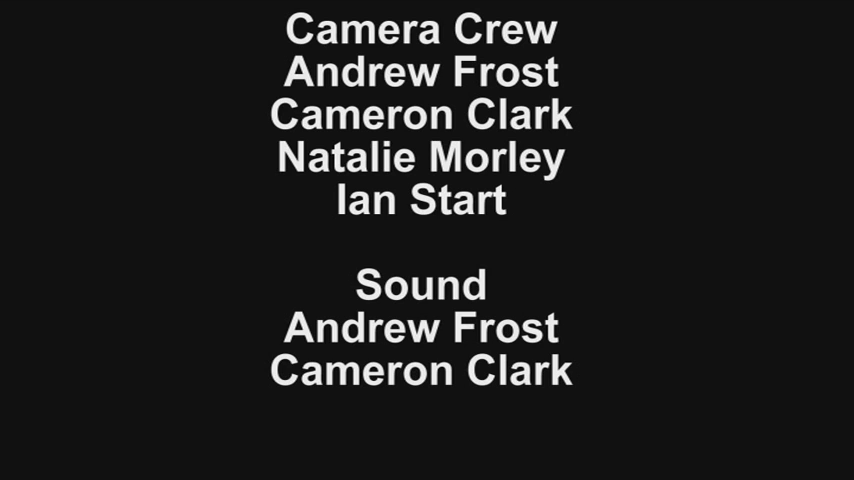 Camera Crew
Andrew Frost
Cameron Clark
Natalie Morley
Ian Start
Sound
Andrew Frost
Cameron Clark